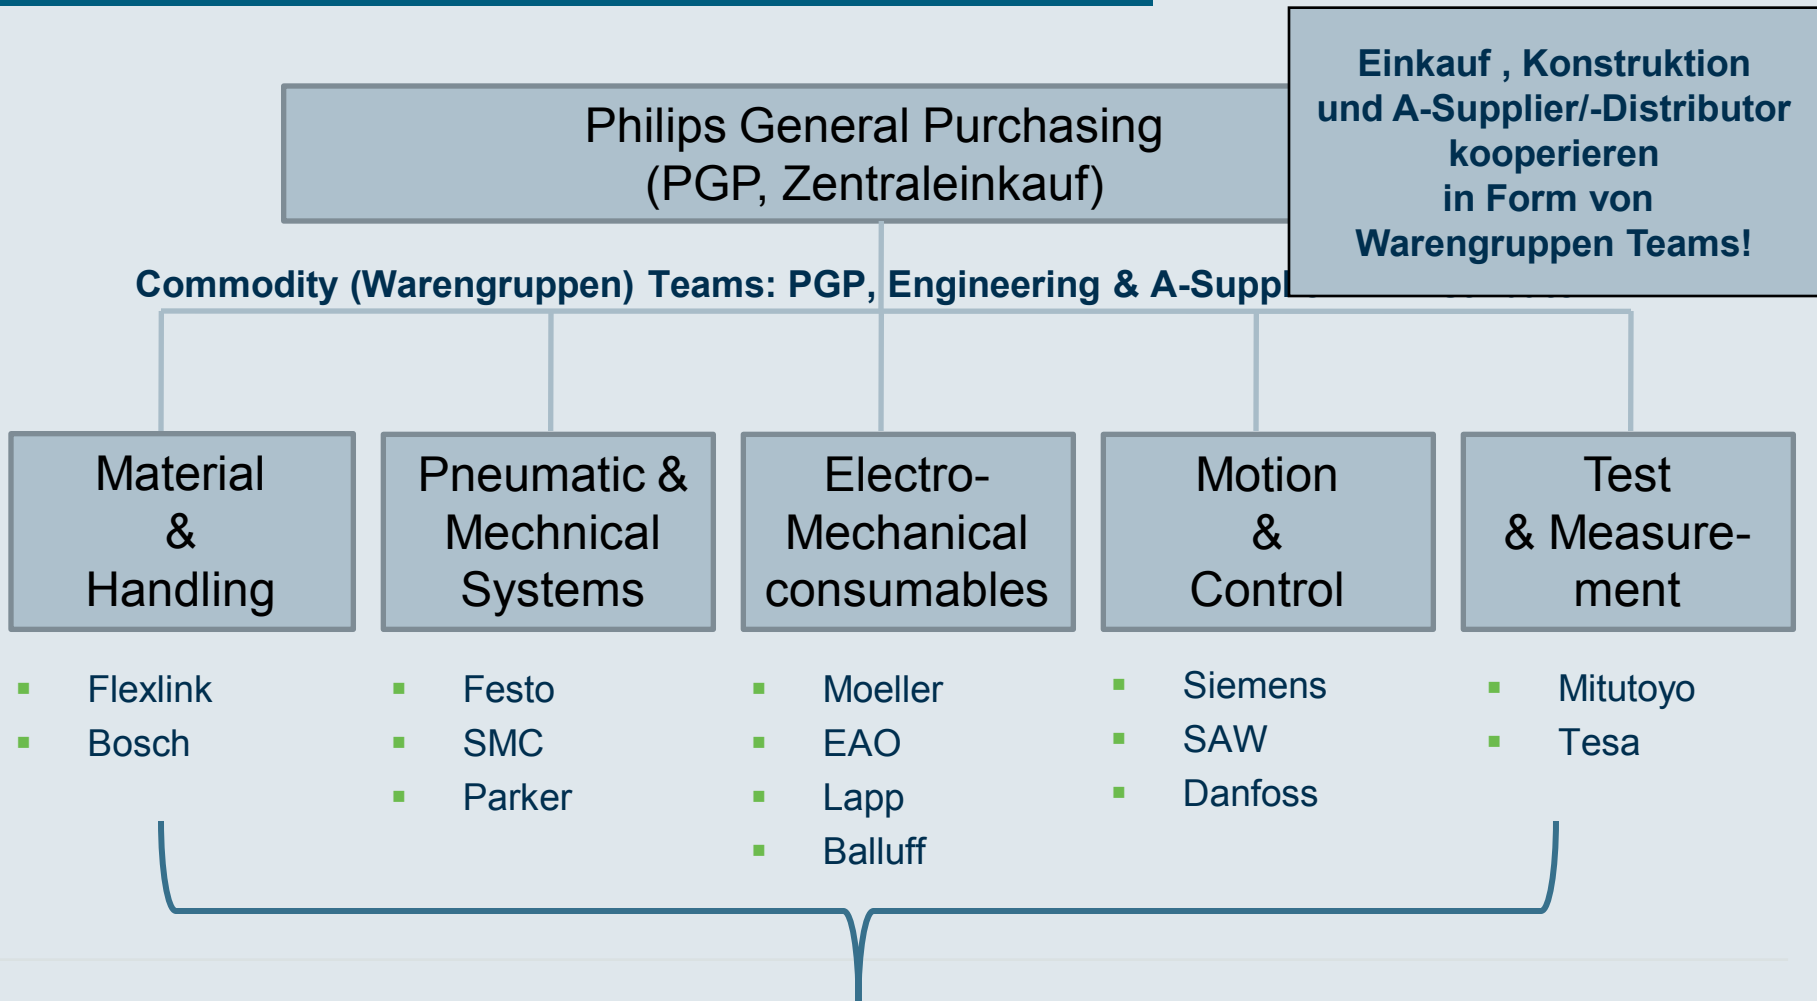 Einkauf , Konstruktion
und A-Supplier/-Distributor
kooperieren
in Form von
Warengruppen Teams!
Philips General Purchasing
(PGP, Zentraleinkauf)
Commodity (Warengruppen) Teams: PGP, Engineering & A-Suppl
Material
&
Handling
Pneumatic &
Mechnical
Systems
Electro-
Mechanical
consumables
Motion
&
Control
Test
& Measure-
ment
Flexlink
Bosch
Festo
SMC
Parker
Moeller
EAO
Lapp
Balluff
Siemens
SAW
Danfoss
Mitutoyo
Tesa